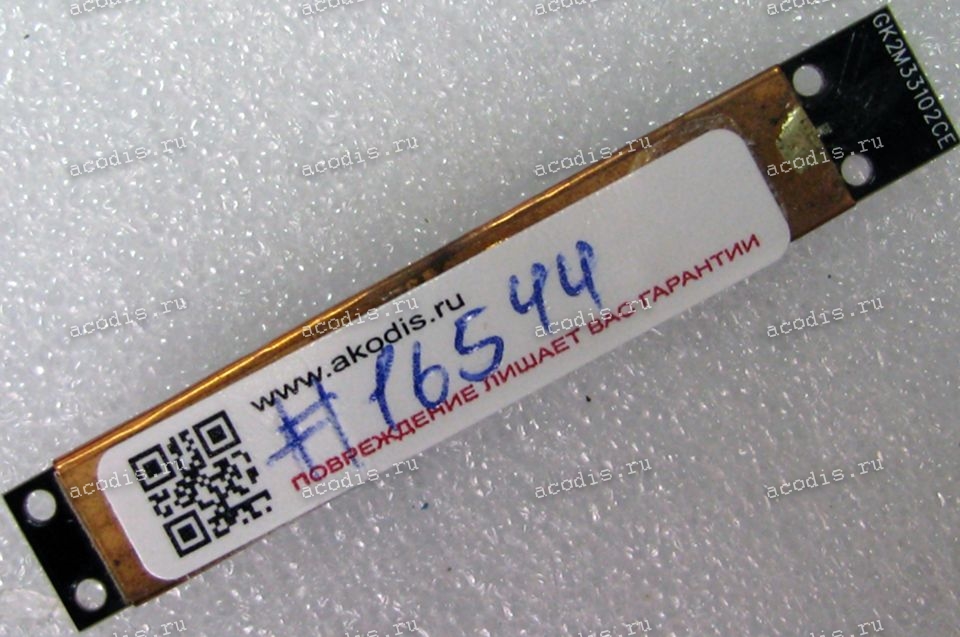 GK2M33102CE
www.akodis.ru
#16544
ПОВРЕЖДЕНИЕ ЛИШАЕТ ВАС ГАРАНТИИ
acodis.ru